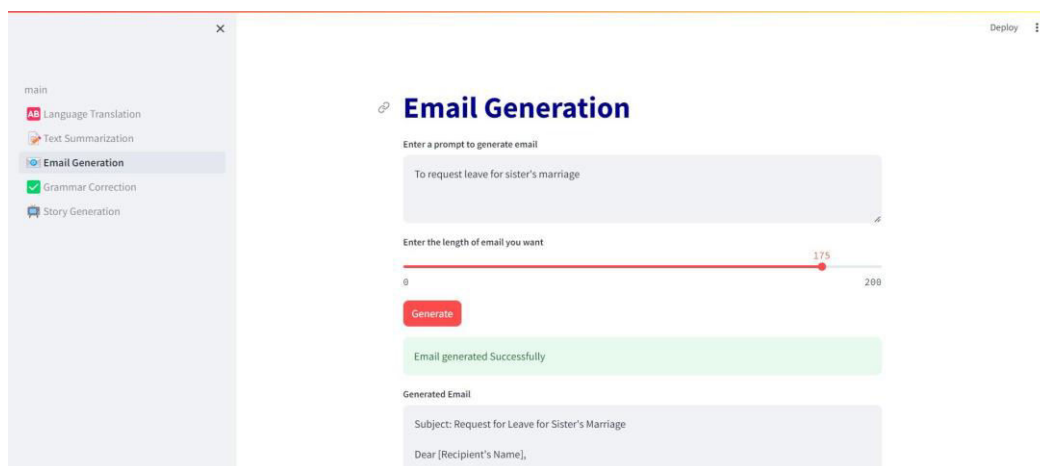 Deploy
main
Language Translation
Text Summarization
Email Generation
Grammar Correction
Story Generation
Email Generation
Enter a prompt to generate email
To request leave for sister's marriage
Enter the length of email you want
175
0 200
Generate
Email generated Successfully
Generated Email
Subject: Request for Leave for Sister's Marriage
Dear [Recipient's Name],